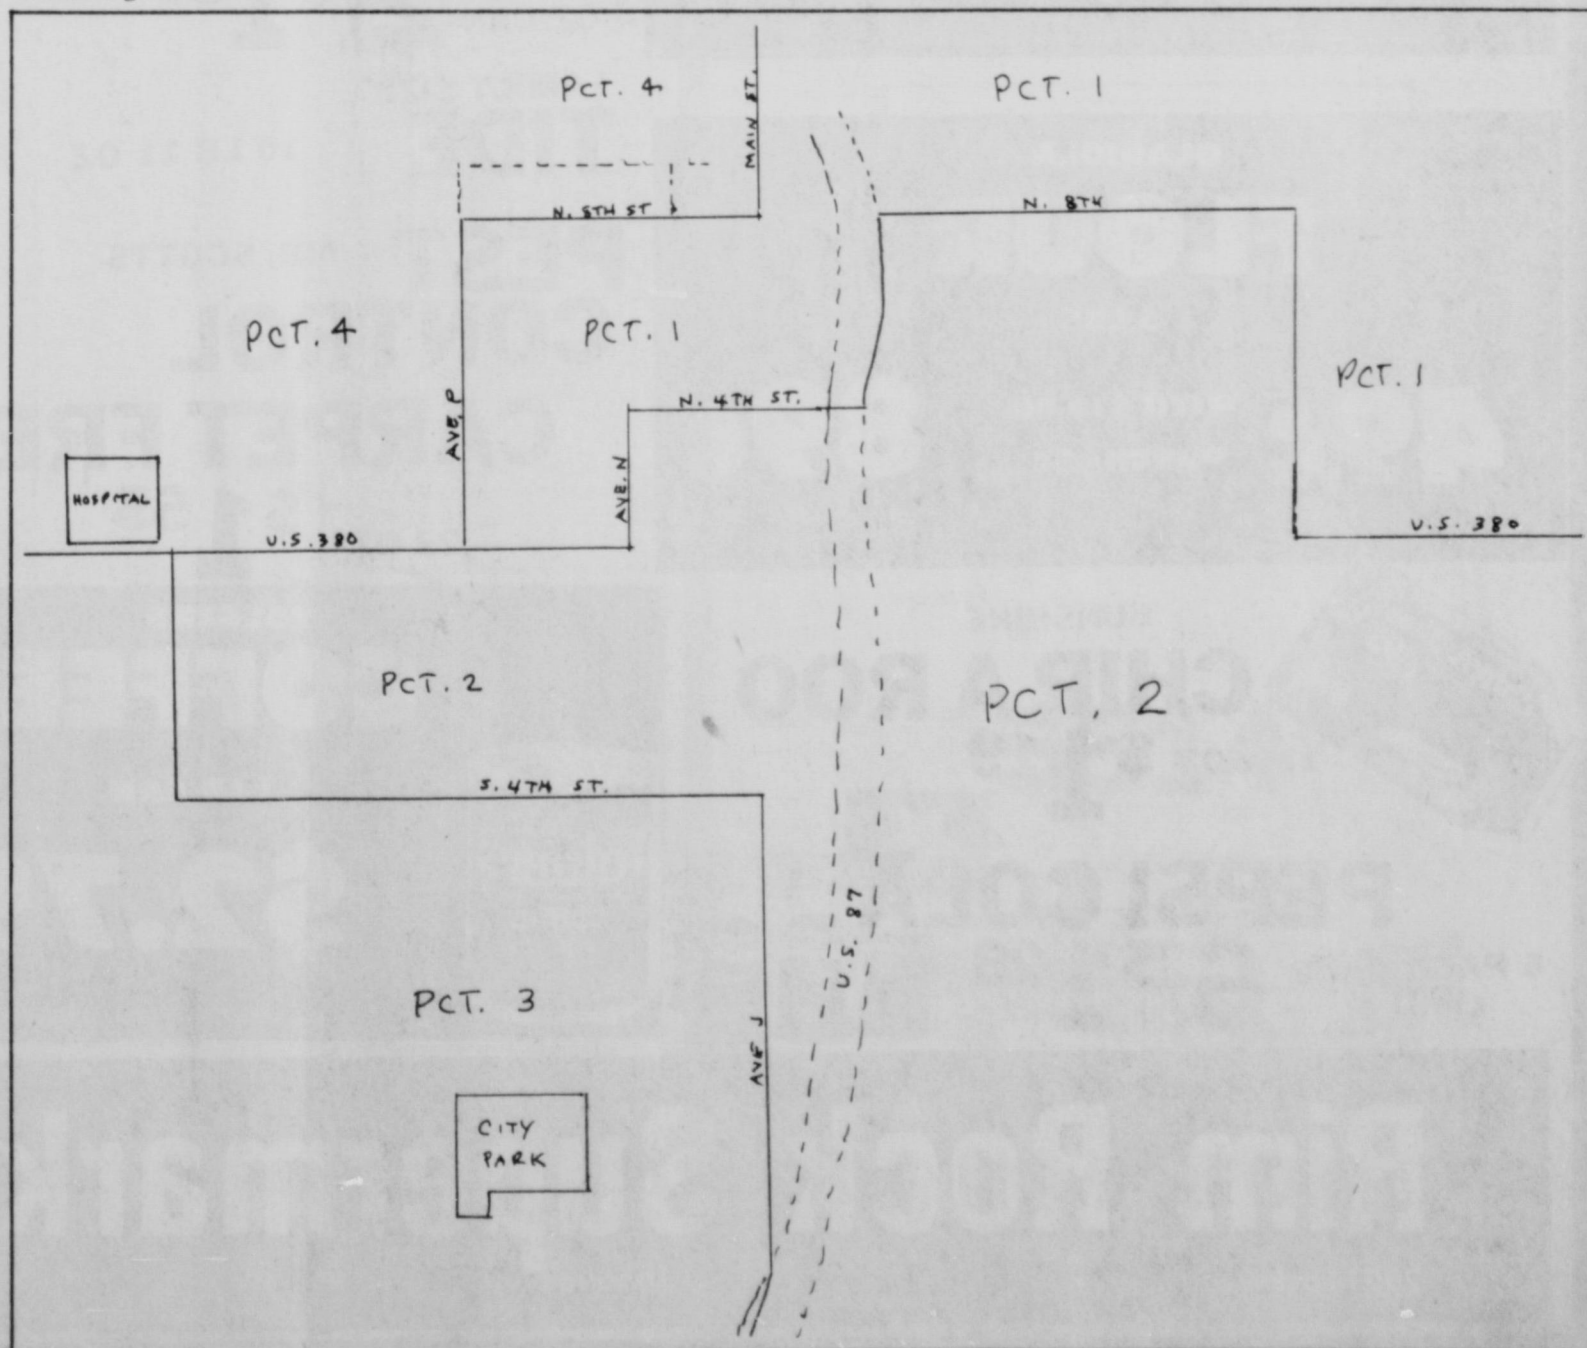 PCT. 4
MAIN ST.
PCT. 1
N. 8TH ST
N. 8TH
PCT. 4
PCT. 1
PCT. 1
AVE. P
N. 4TH ST.
AVE. N
HOSPITAL
U.S. 380
U.S. 380
PCT. 2
PCT. 2
S. 4TH ST.
U.S. 87
PCT. 3
AVE J
CITY
PARK